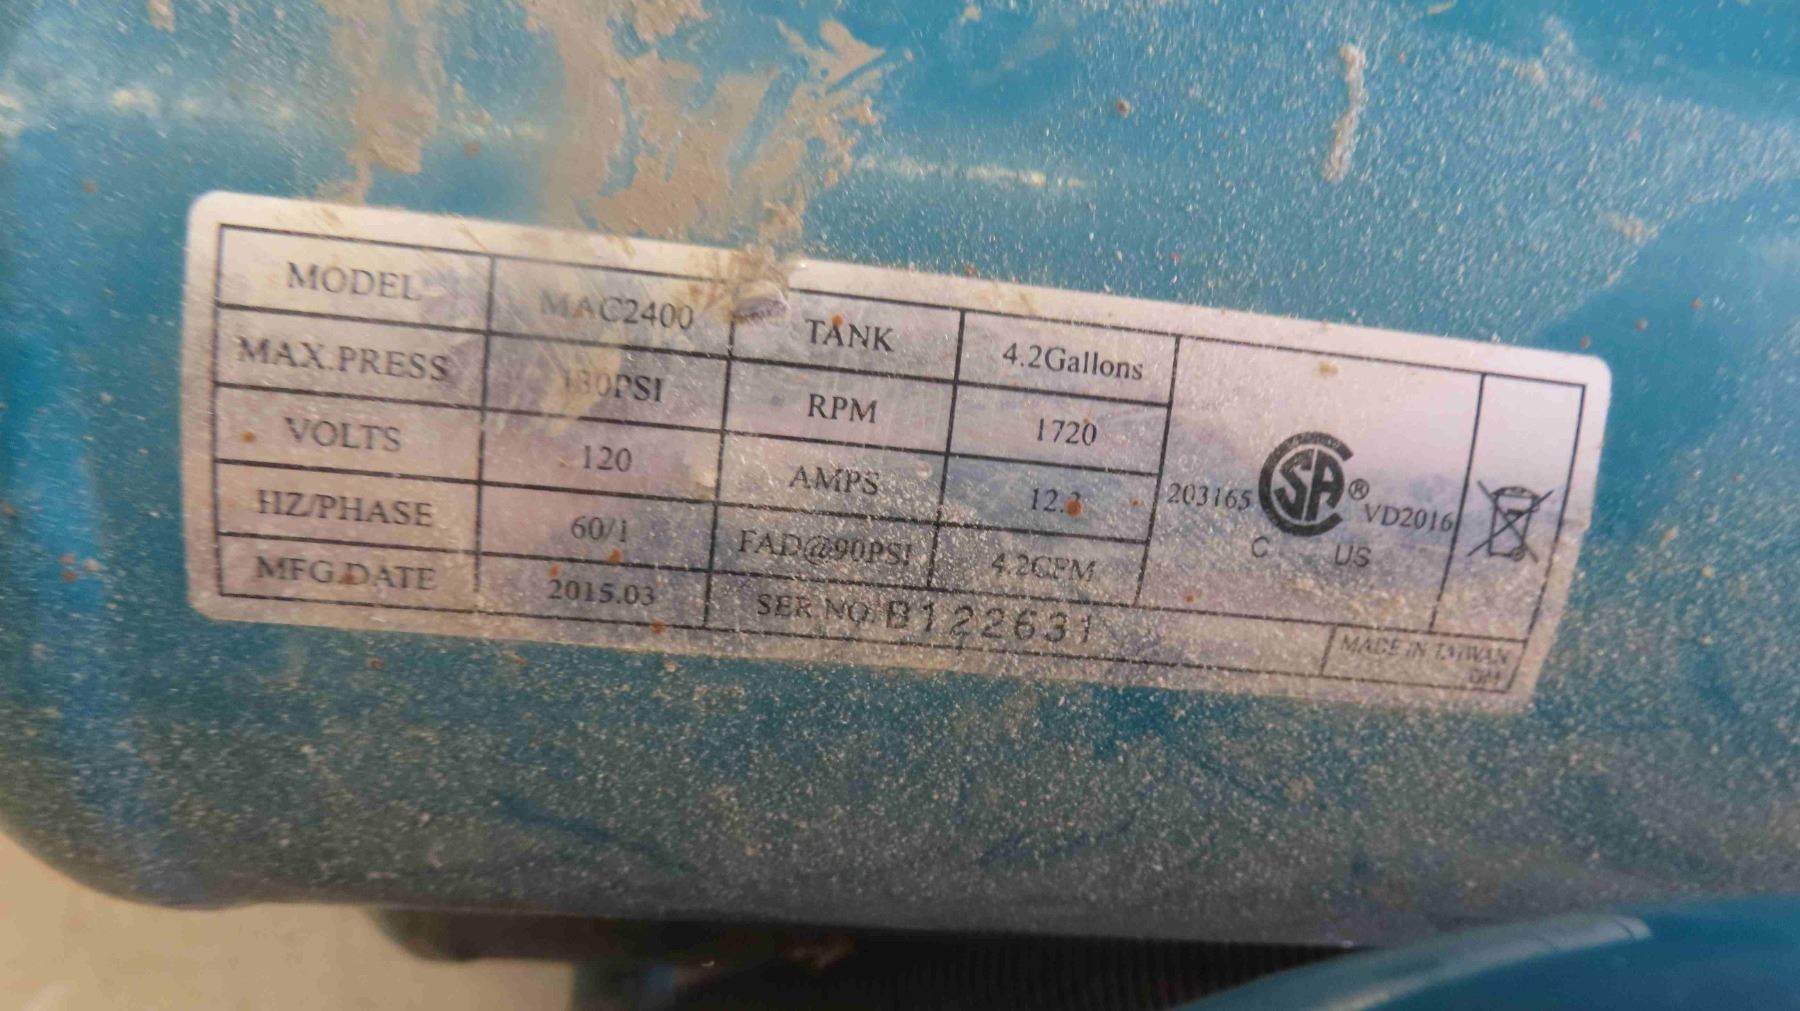 MODEL MAC2400 TANK 4.2Gallons
MAX.PRESS 130PSI RPM 1720
VOLTS 120 AMPS
HZ/PHASE 60/1 FAD@90PSI 4.2CFM
MFG.DATE 2015.03 SER NO. B122631
203165 SA ® VD2016
C US
MADE IN TAIWAN